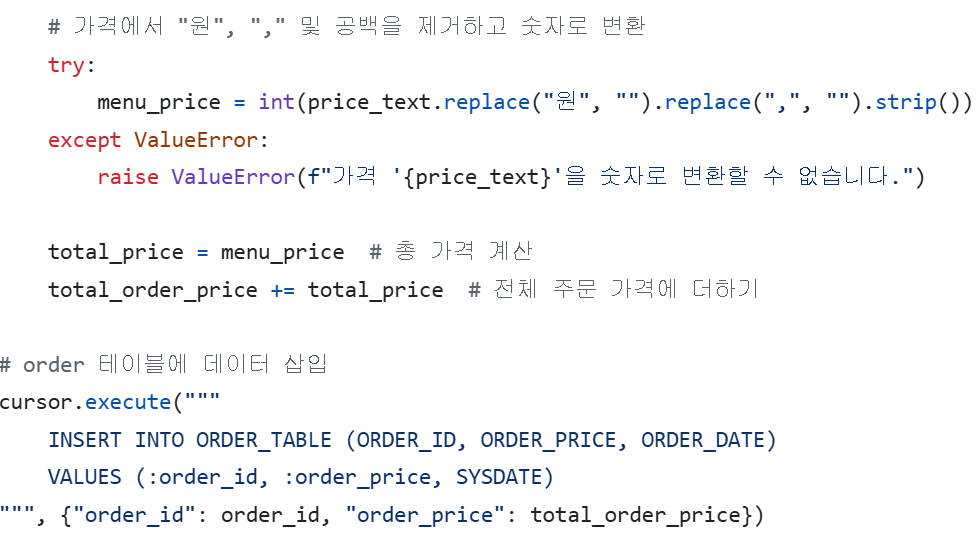 # 가격에서 "원", "," 및 공백을 제거하고 숫자로 변환
try:
menu_price = int(price_text.replace("원", "").replace(",", "").strip())
except ValueError:
raise ValueError(f"가격 '{price_text}'을 숫자로 변환할 수 없습니다.")
total_price = menu_price  # 총 가격 계산
total_order_price += total_price  # 전체 주문 가격에 더하기
# order 테이블에 데이터 삽입
cursor.execute("""
INSERT INTO ORDER_TABLE (ORDER_ID, ORDER_PRICE, ORDER_DATE)
VALUES (:order_id, :order_price, SYSDATE)
""", {"order_id": order_id, "order_price": total_order_price})